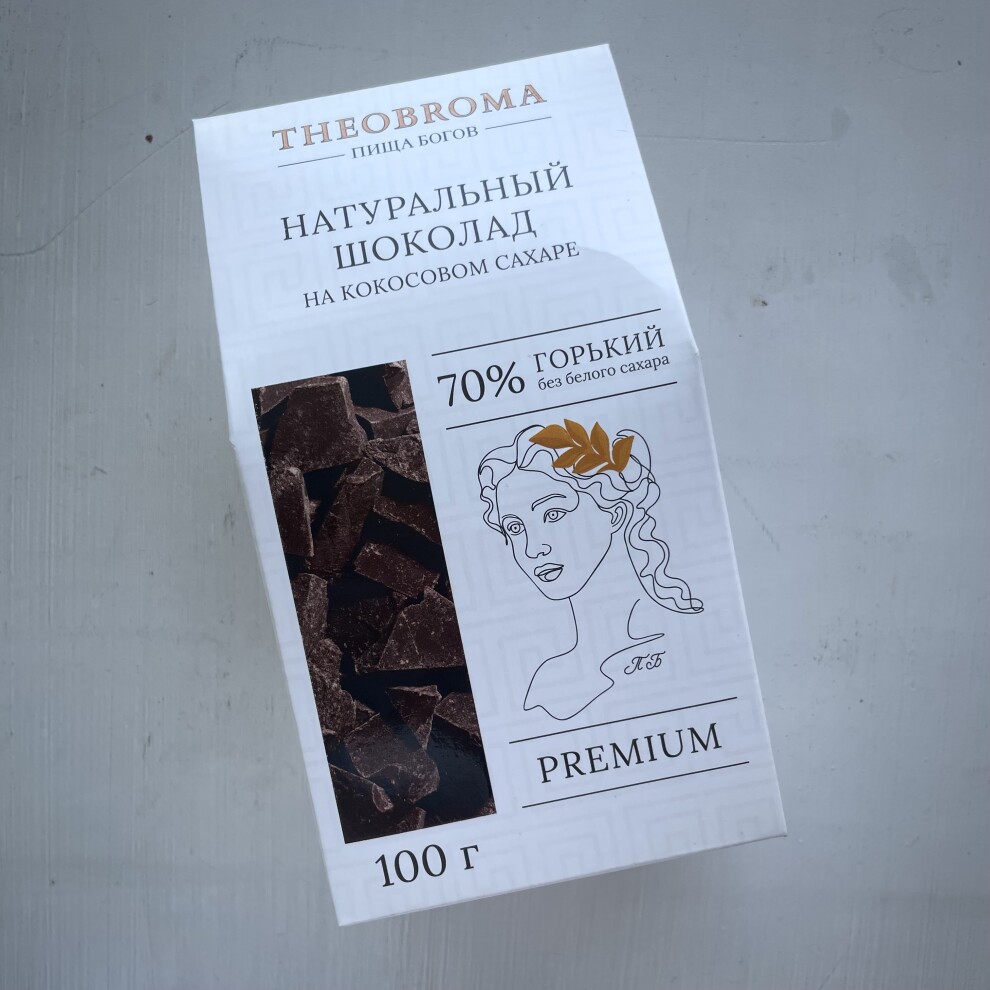 THEOBROMA
ПИЩА БОГОВ
НАТУРАЛЬНЫЙ
ШОКОЛАД
НА КОКОСОВОМ САХАРЕ
70% ГОРЬКИЙ
без белого сахара
ПБ
PREMIUM
100 г